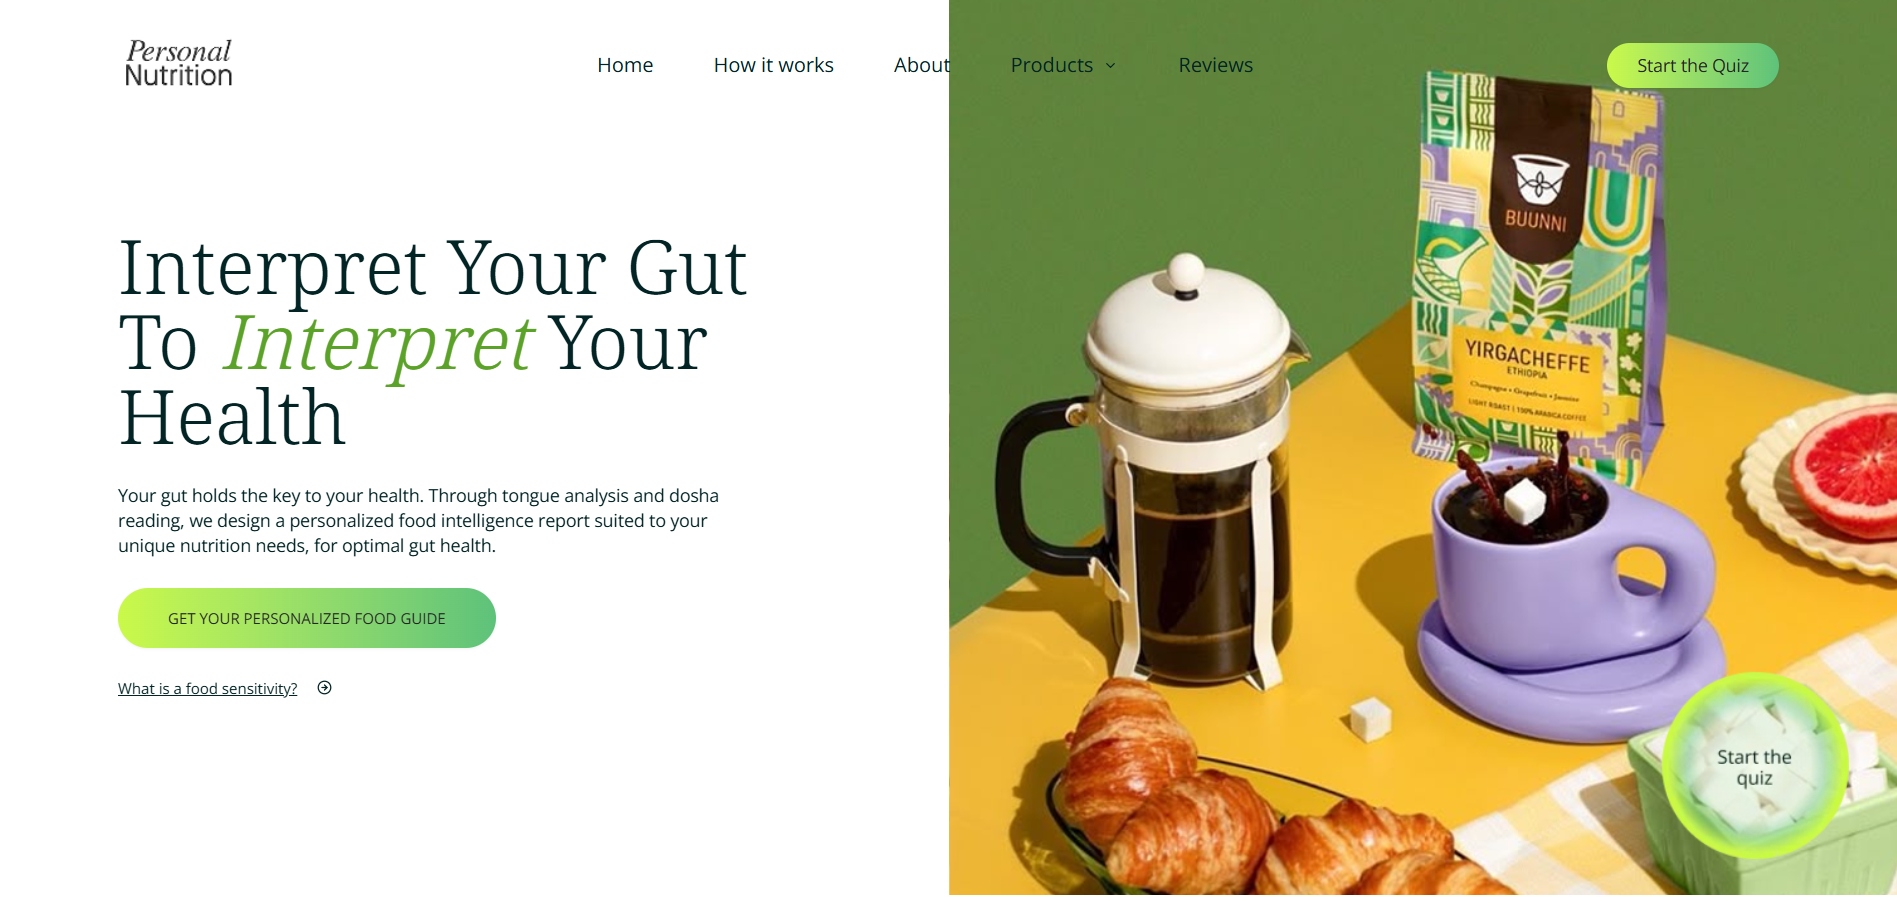 Personal
Nutrition
Home
How it works
About
Products
Reviews
Start the Quiz
Interpret Your Gut
To Interpret Your
Health
Your gut holds the key to your health. Through tongue analysis and dosha
reading, we design a personalized food intelligence report suited to your
unique nutrition needs, for optimal gut health.
GET YOUR PERSONALIZED FOOD GUIDE
What is a food sensitivity?
BUUNNI
YIRGACHEFFE
ETHIOPIA
Champagne • Grapefruit • Jasmine
LIGHT ROAST | 100% ARABICA COFFEE
Start the
quiz